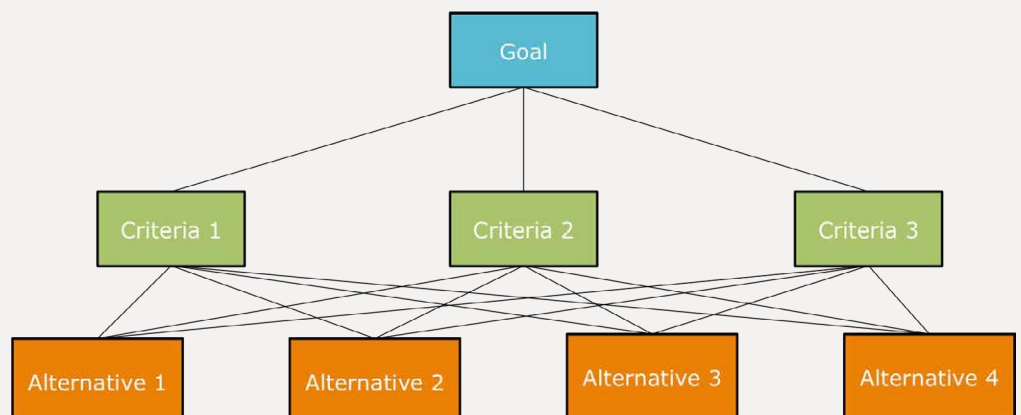 Goal
Criteria 1
Criteria 2
Criteria 3
Alternative 1
Alternative 2
Alternative 3
Alternative 4